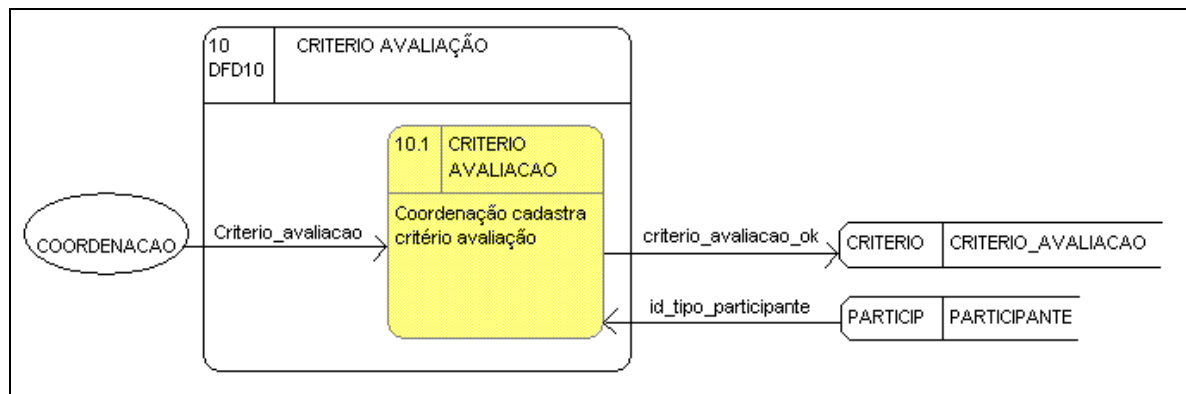 10
DFD10
CRITERIO AVALIAÇÃO
10.1
CRITERIO
AVALIACAO
Coordenação cadastra
critério avaliação
COORDENACAO
Criterio_avaliacao
criterio_avaliacao_ok
CRITERIO
CRITERIO_AVALIACAO
id_tipo_participante
PARTICIP
PARTICIPANTE